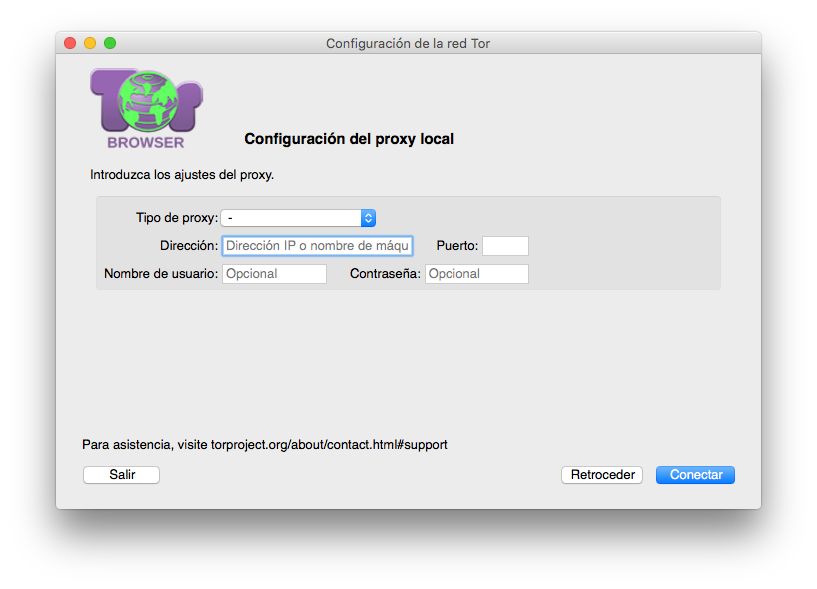 Configuración de la red Tor
Tor
BROWSER
Configuración del proxy local
Introduzca los ajustes del proxy.
Tipo de proxy: -
Dirección: Dirección IP o nombre de máqu Puerto:
Nombre de usuario: Opcional Contraseña: Opcional
Para asistencia, visite torproject.org/about/contact.html#support
Salir Retroceder Conectar